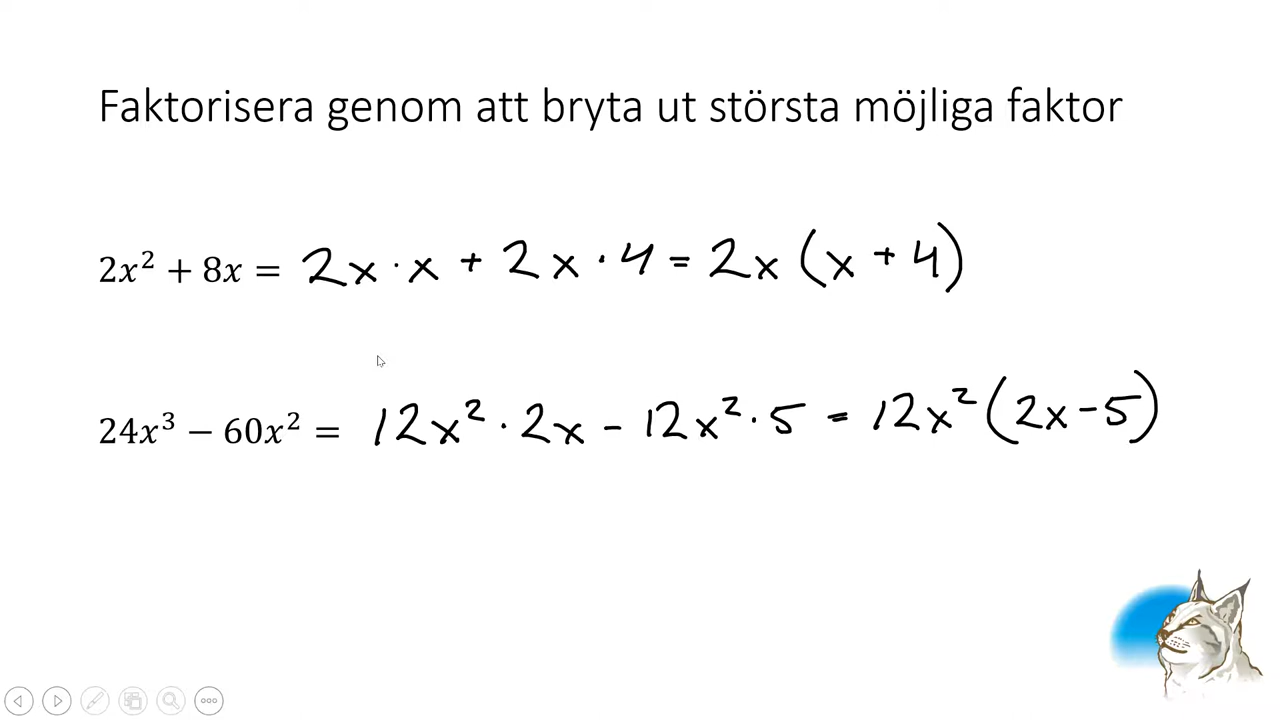 Faktorisera genom att bryta ut största möjliga faktor
2x² + 8x = 2x · x + 2x · 4 = 2x (x + 4)
24x³ − 60x² = 12x² · 2x − 12x² · 5 = 12x² (2x − 5)